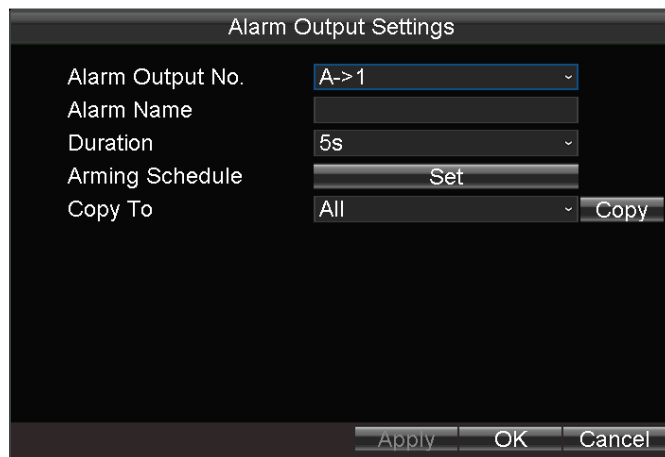 Alarm Output Settings
Alarm Output No. A->1
Alarm Name
Duration 5s
Arming Schedule Set
Copy To All Copy
Apply OK Cancel